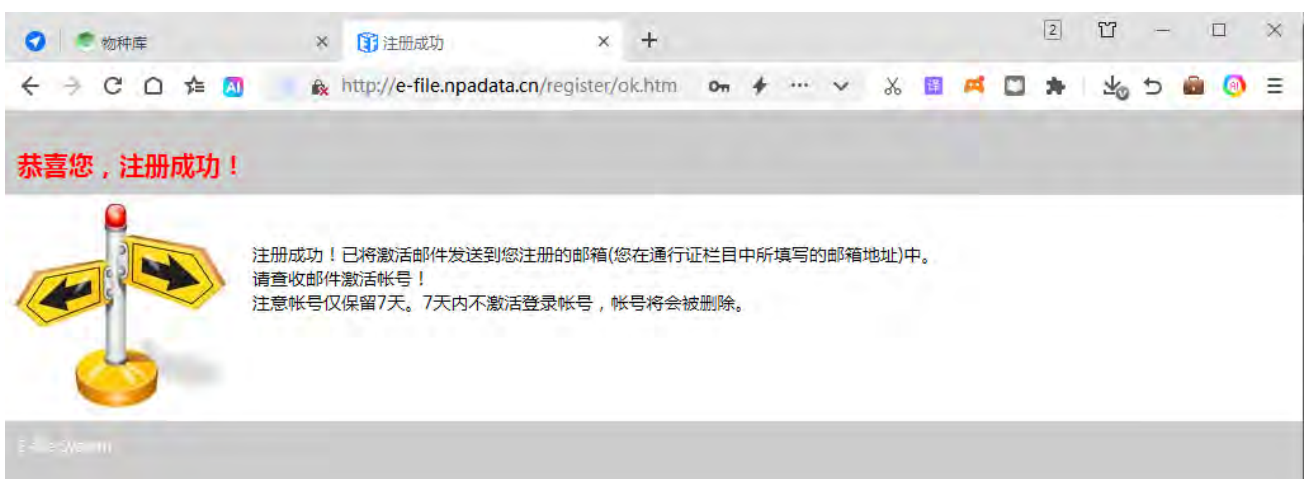 物种库
注册成功
2
AI
http://e-file.npadata.cn/register/ok.htm
译
恭喜您，注册成功！
注册成功！已将激活邮件发送到您注册的邮箱(您在通行证栏目中所填写的邮箱地址)中。
请查收邮件激活帐号！
注意帐号仅保留7天。7天内不激活登录帐号，帐号将会被删除。